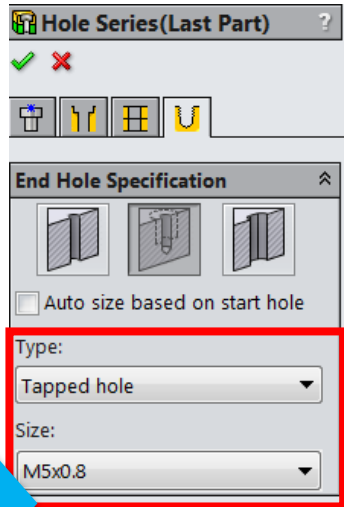 Hole Series(Last Part) ?
End Hole Specification
Auto size based on start hole
Type:
Tapped hole
Size:
M5x0.8